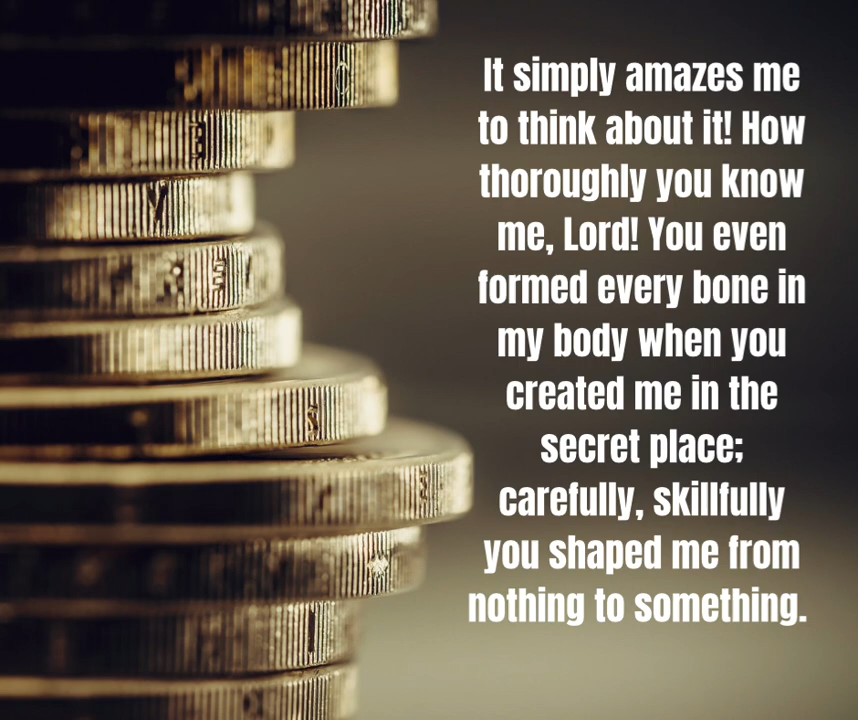 It simply amazes me
to think about it! How
thoroughly you know
me, Lord! You even
formed every bone in
my body when you
created me in the
secret place;
carefully, skillfully
you shaped me from
nothing to something.